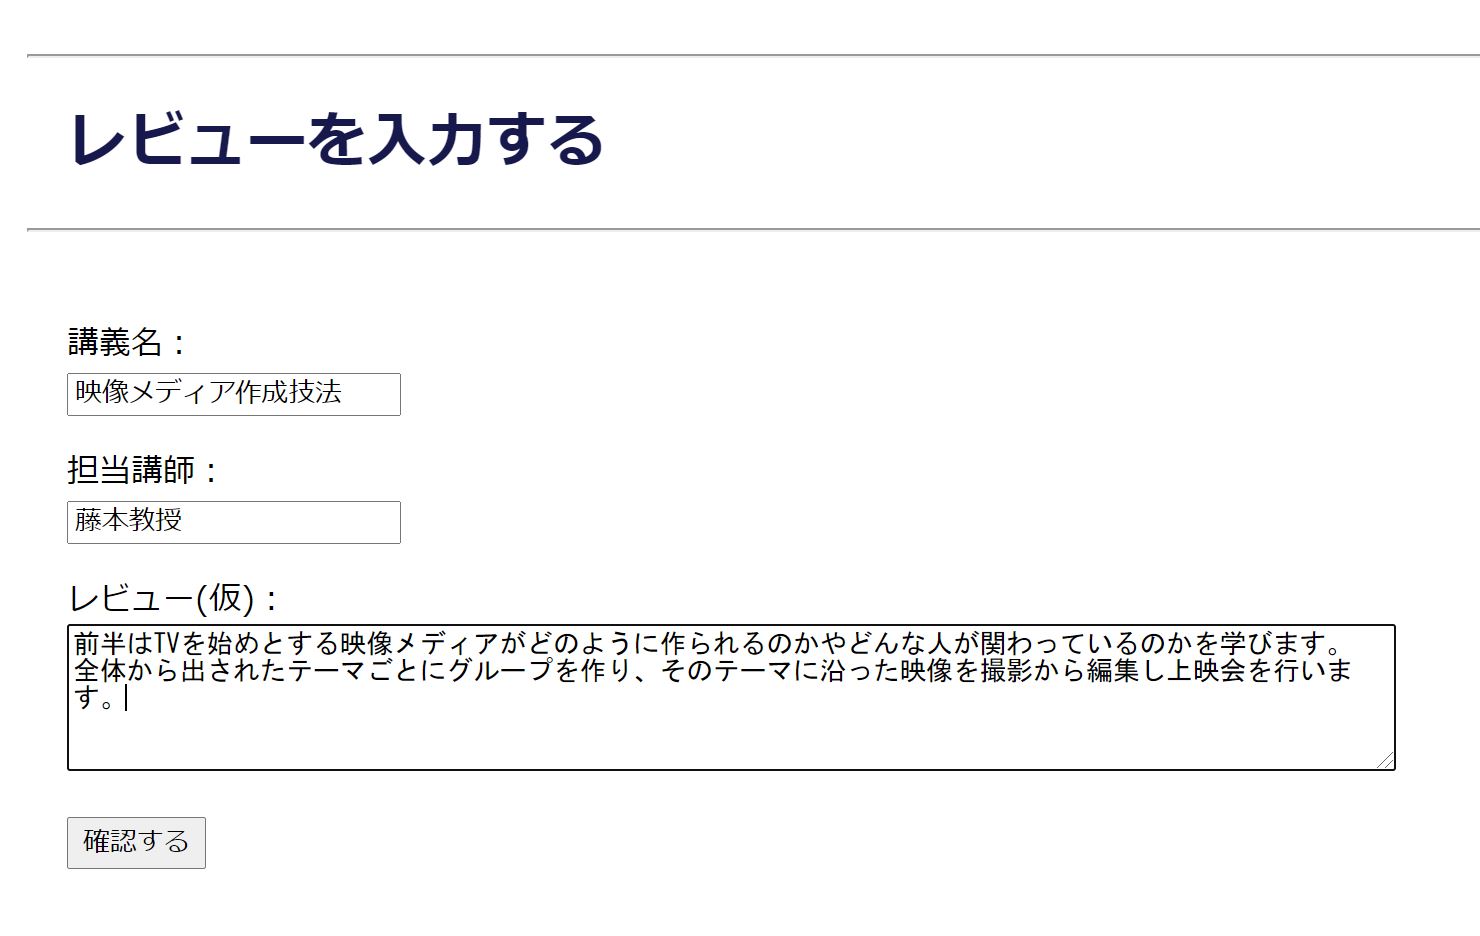 レビューを入力する
講義名：
映像メディア作成技法
担当講師：
藤本教授
レビュー(仮)：
前半はTVを始めとする映像メディアがどのように作られるのかやどんな人が関わっているのかを学びます。
全体から出されたテーマごとにグループを作り、そのテーマに沿った映像を撮影から編集し上映会を行いま
す。
確認する